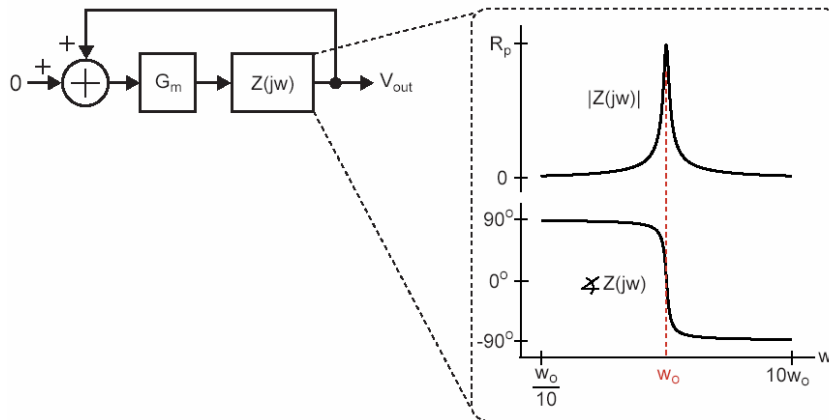 +
0 + + G_m Z(jw) V_out
R_p
|Z(jw)|
0
90°
0°
∡Z(jw)
-90°
w_o/10 w_o 10w_o w